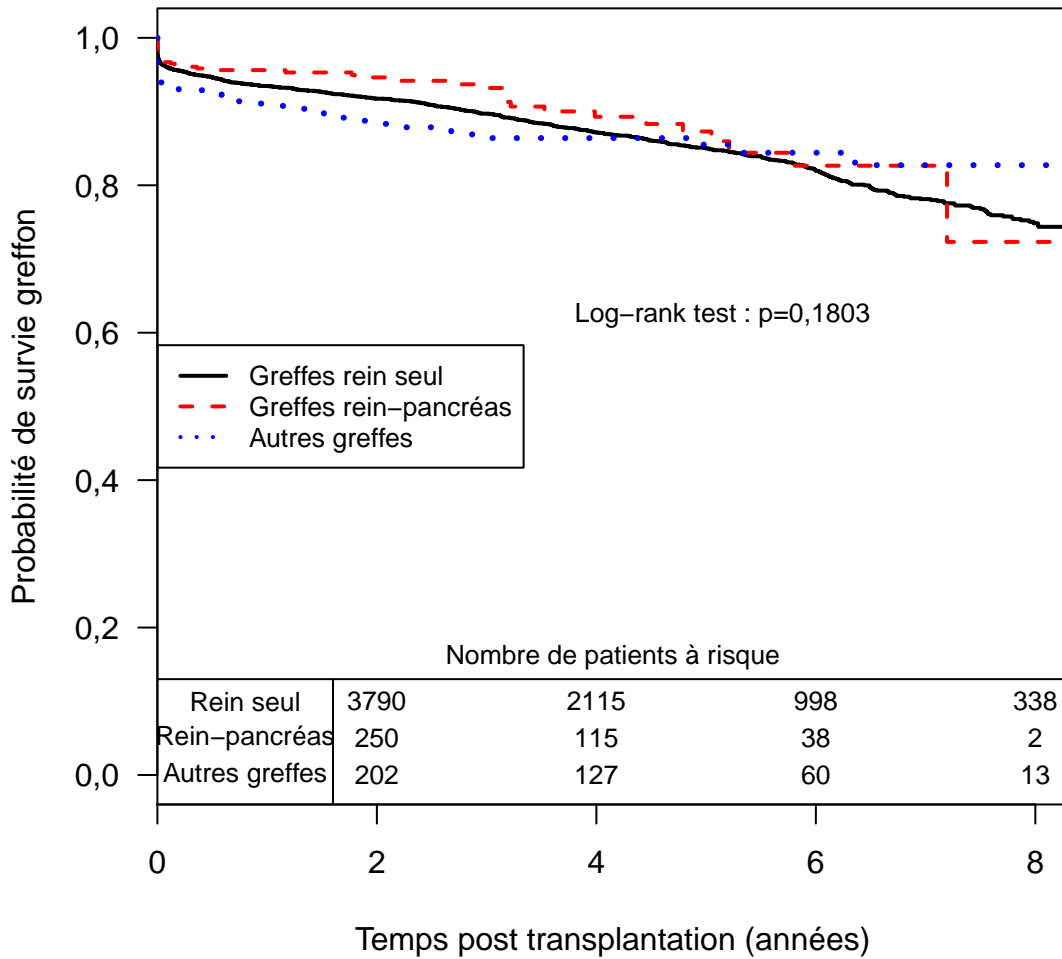 1,0
0,8
0,6
0,4
0,2
0,0
Probabilité de survie greffon
Log−rank test : p=0,1803
Greffes rein seul
Greffes rein−pancréas
Autres greffes
Nombre de patients à risque
Rein seul 3790 2115 998 338
Rein−pancréas 250 115 38 2
Autres greffes 202 127 60 13
0 2 4 6 8
Temps post transplantation (années)